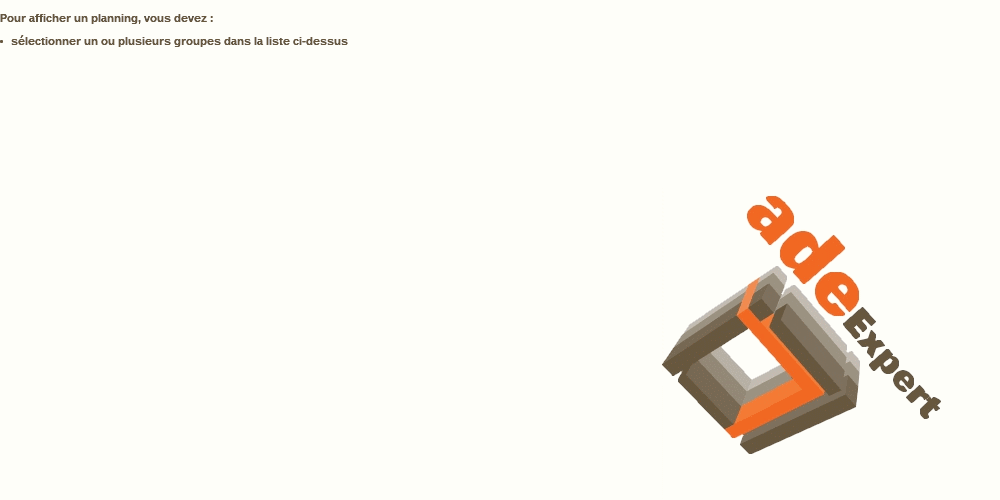 Pour afficher un planning, vous devez :
▪ sélectionner un ou plusieurs groupes dans la liste ci-dessus
ade
Expert